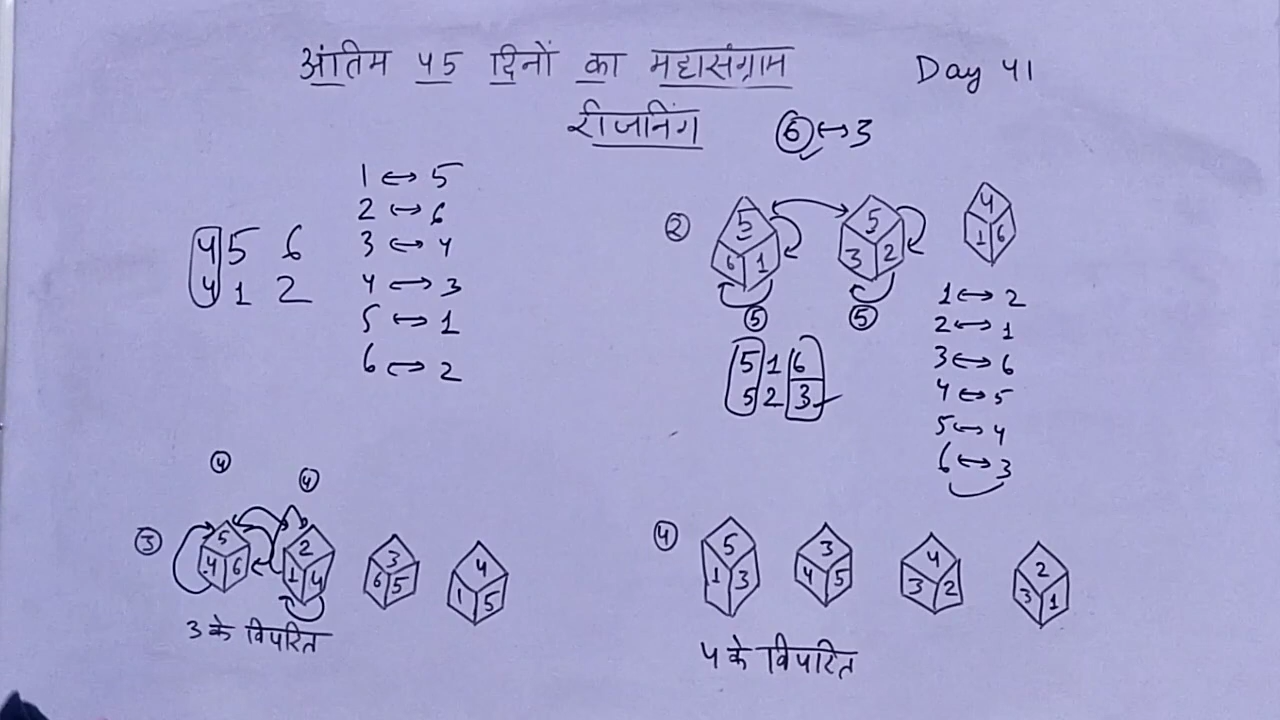 अंतिम 45 दिनों का महासंग्राम Day 41
रीजनिंग 6 ↔ 3
4 5 6
4 1 2
1 ↔ 5
2 ↔ 6
3 ↔ 4
4 ↔ 3
5 ↔ 1
6 ↔ 2
2
5 6 1
5 3 2
4 1 6
5 5
5 1 6
5 2 3
1 ↔ 2
2 ↔ 1
3 ↔ 6
4 ↔ 5
5 ↔ 4
6 ↔ 3
4 4
3
5 4 6
2 1 4
3 6 5
4 1 5
3 के विपरित
4
5 1 3
3 4 5
4 3 2
2 3 1
4 के विपरित